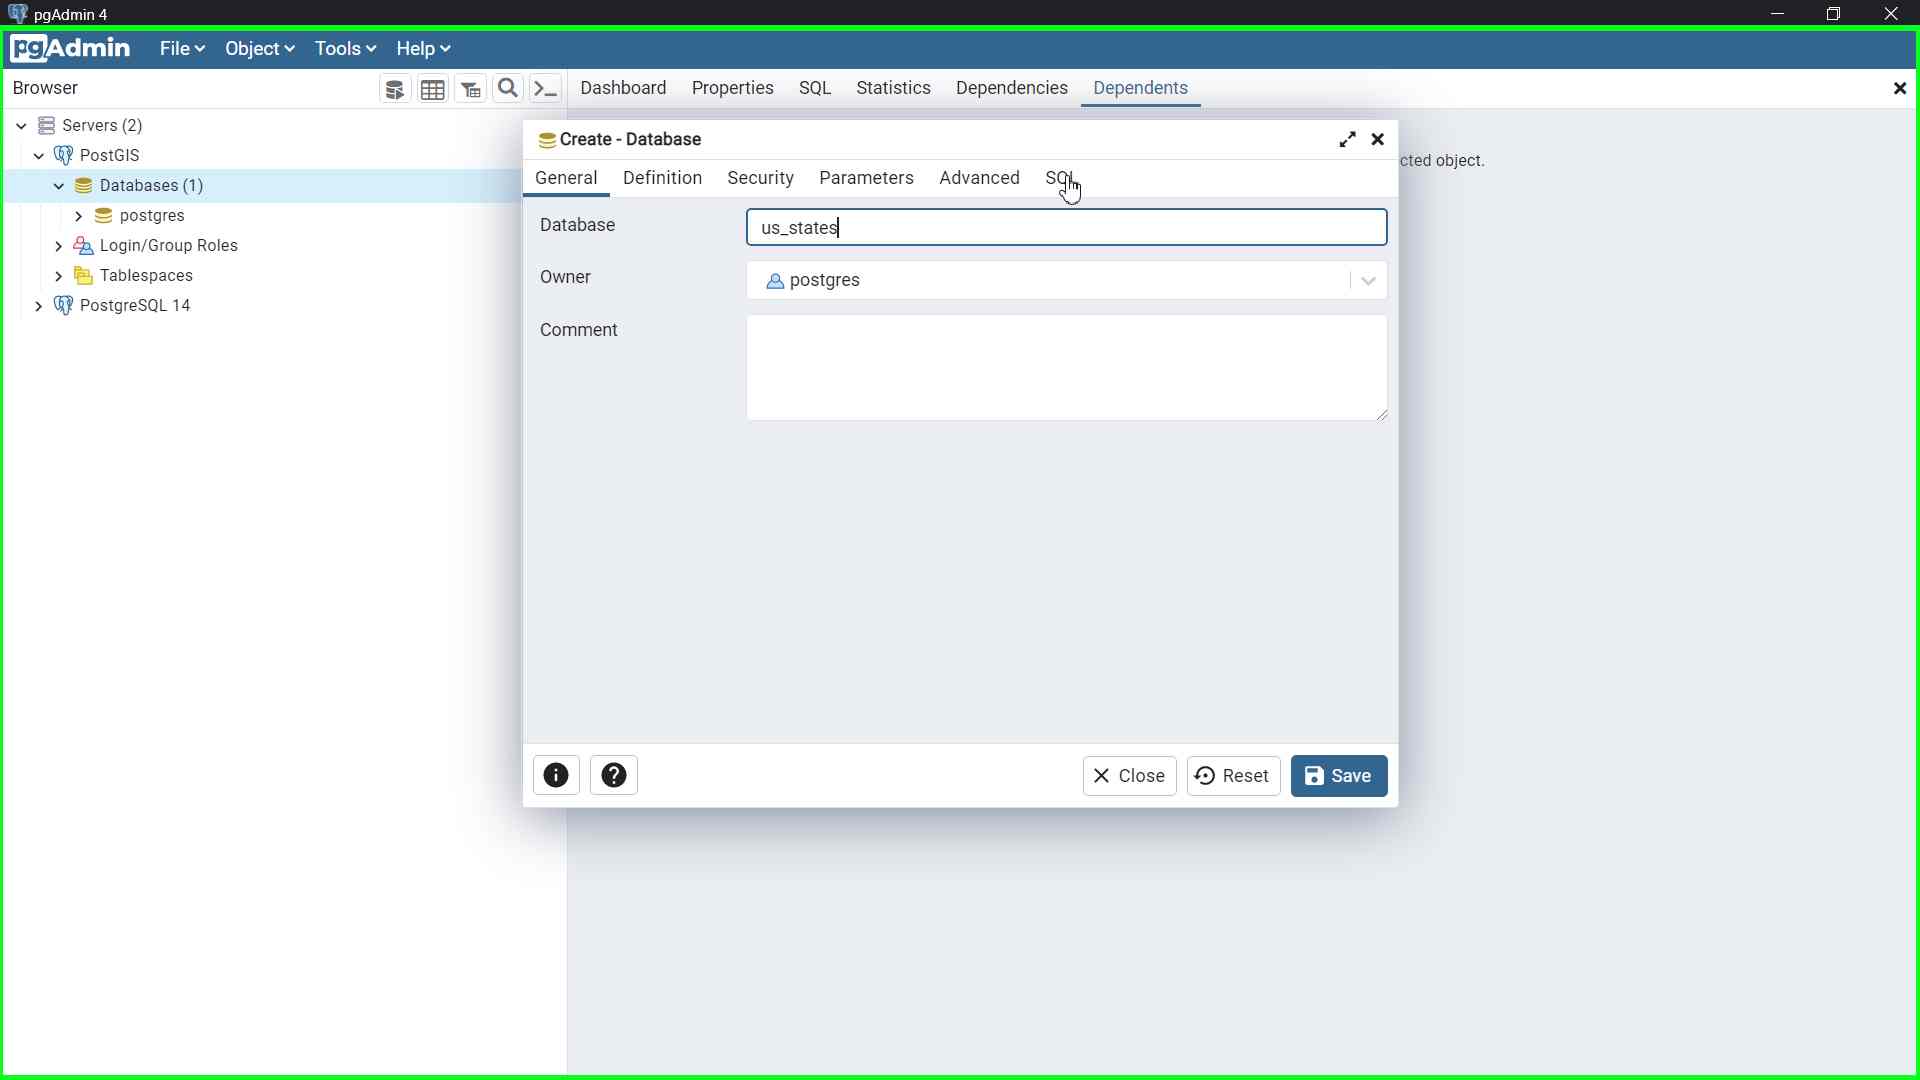 pgAdmin 4
pgAdmin File Object Tools Help
Browser
Dashboard Properties SQL Statistics Dependencies Dependents
Servers (2)
PostGIS
Databases (1)
postgres
Login/Group Roles
Tablespaces
PostgreSQL 14
cted object.
Create - Database
General Definition Security Parameters Advanced SQL
Database us_states
Owner postgres
Comment
Close Reset Save